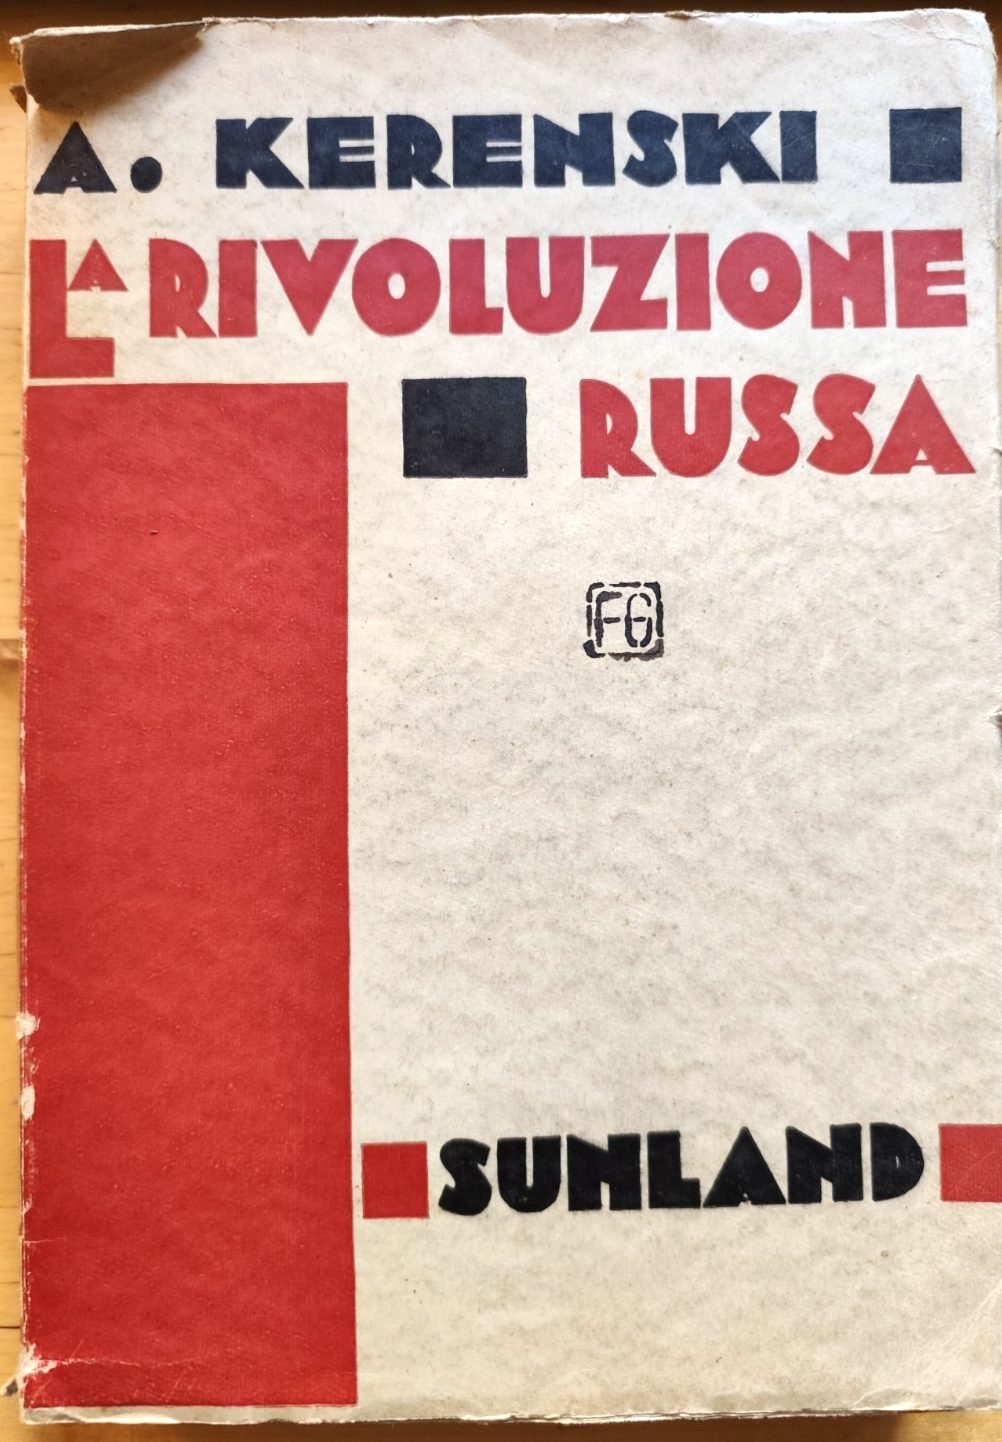 A. KERENSKI
LA RIVOLUZIONE
RUSSA
FG
SUNLAND